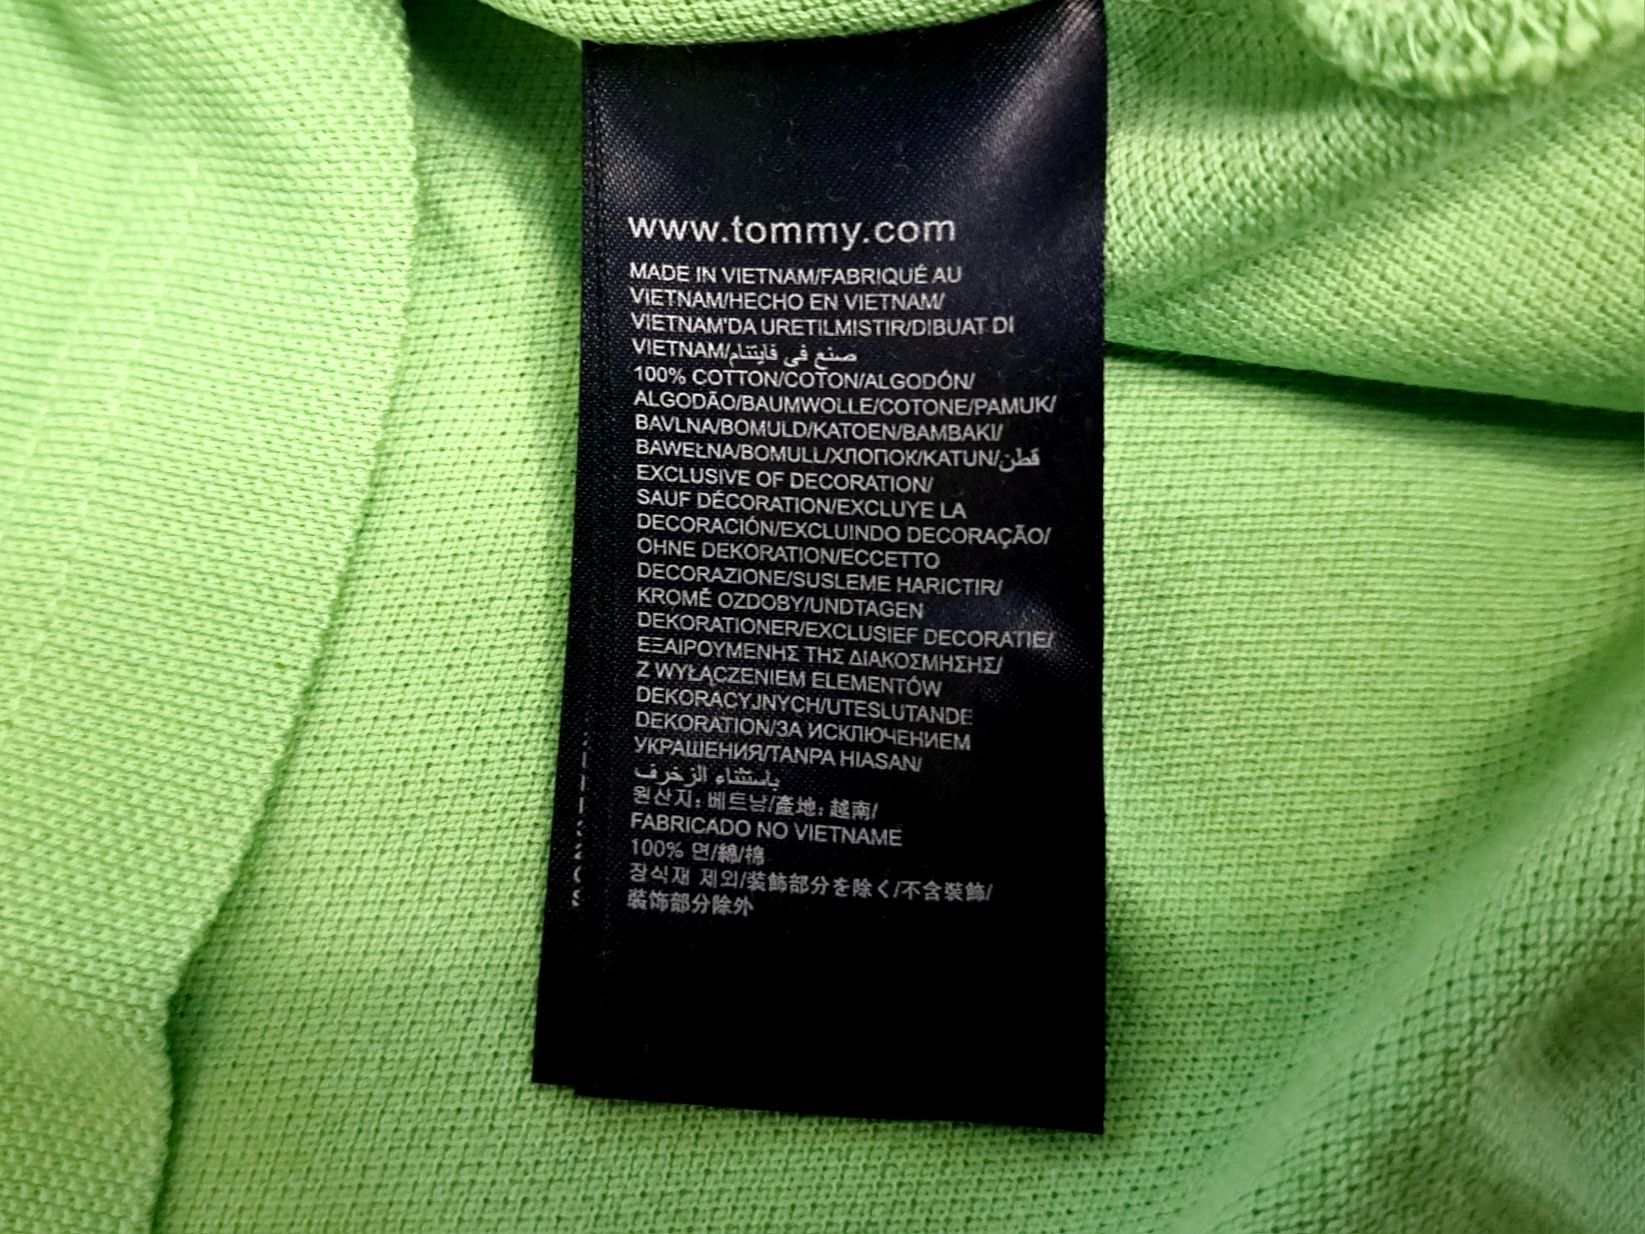 www.tommy.com
MADE IN VIETNAM/FABRIQUÉ AU
VIETNAM/HECHO EN VIETNAM/
VIETNAM'DA URETILMISTIR/DIBUAT DI
VIETNAM/صنع في فايتنام
100% COTTON/COTON/ALGODÓN/
ALGODÃO/BAUMWOLLE/COTONE/PAMUK/
BAVLNA/BOMULD/KATOEN/BAMBAKI/
BAWEŁNA/BOMULL/ХЛОПОК/KATUN/قطن
EXCLUSIVE OF DECORATION/
SAUF DÉCORATION/EXCLUYE LA
DECORACIÓN/EXCLUINDO DECORAÇÃO/
OHNE DEKORATION/ECCETTO
DECORAZIONE/SUSLEME HARICTIR/
KROMĚ OZDOBY/UNDTAGEN
DEKORATIONER/EXCLUSIEF DECORATIE/
ΕΞΑΙΡΟΥΜΕΝΗΣ ΤΗΣ ΔΙΑΚΟΣΜΗΣΗΣ/
Z WYŁĄCZENIEM ELEMENTÓW
DEKORACYJNYCH/UTESLUTANDE
DEKORATION/ЗА ИСКЛЮЧЕНИЕМ
УКРАШЕНИЯ/TANPA HIASAN/
باستثناء الزخرف
원산지: 베트남/產地: 越南/
FABRICADO NO VIETNAME
100% 면/綿/棉
장식재 제외/装飾部分を除く/不含裝飾/
装饰部分除外